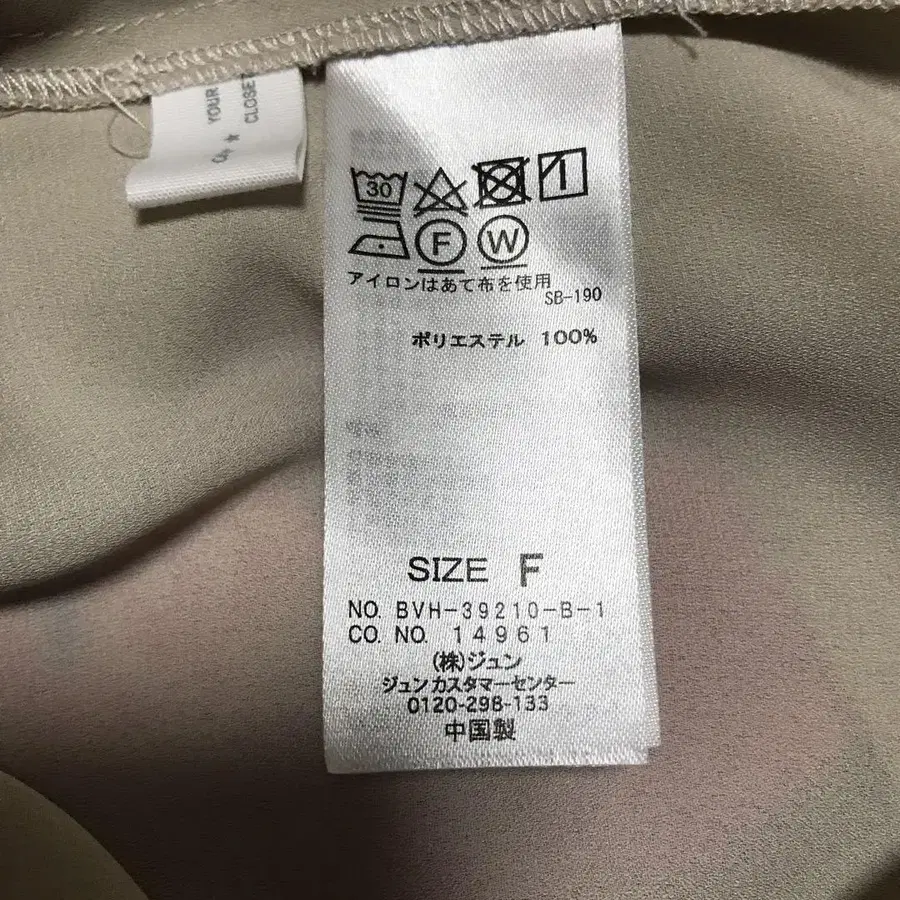 YOUR
CLOSET
30
F W
アイロンはあて布を使用
SB-190
ポリエステル 100%
SIZE F
NO. BVH-39210-B-1
CO. NO. 14961
(株)ジュン
ジュンカスタマーセンター
0120-298-133
中国製